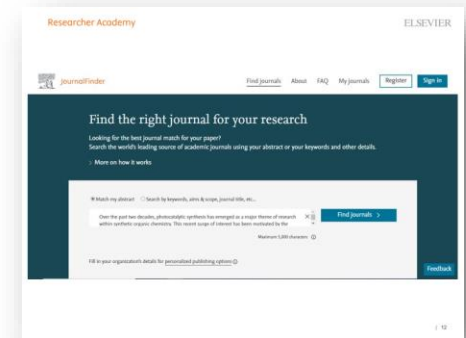 Researcher Academy
ELSEVIER
JournalFinder
Find journals About FAQ My journals Register Sign in
Find the right journal for your research
Looking for the best journal match for your paper?
Search the world's leading source of academic journals using your abstract or your keywords and other details.
> More on how it works
Match my abstract Search by keywords, aims & scope, journal title, etc...
Over the past two decades, photocatalytic synthesis has emerged as a major theme of research
within synthetic organic chemistry. This recent surge of interest has been motivated by the
Find journals >
Maximum 5,000 characters
Fill in your organization's details for personalized publishing options
Feedback
| 12